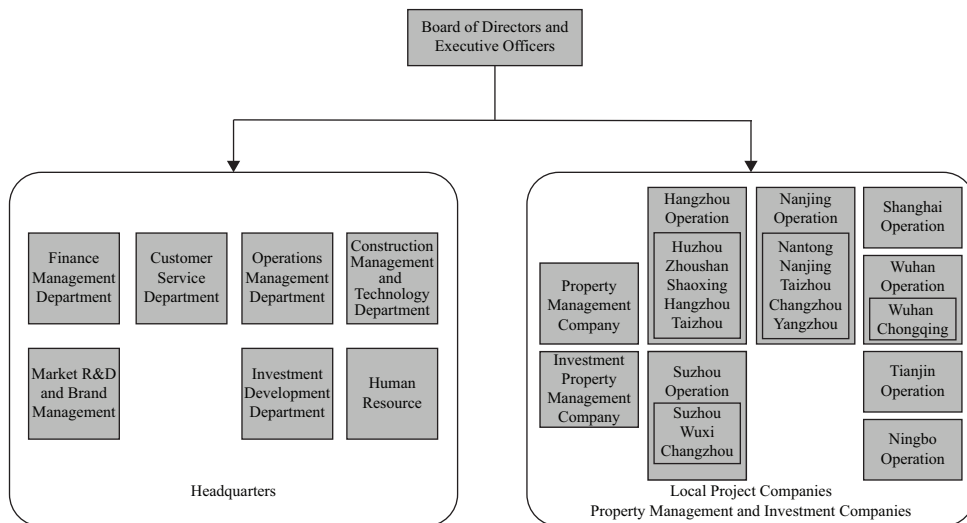 Board of Directors and
Executive Officers
Finance
Management
Department
Customer
Service
Department
Operations
Management
Department
Construction
Management
and
Technology
Department
Market R&D
and Brand
Management
Investment
Development
Department
Human
Resource
Headquarters
Property
Management
Company
Investment
Property
Management
Company
Hangzhou
Operation
Huzhou
Zhoushan
Shaoxing
Hangzhou
Taizhou
Suzhou
Operation
Suzhou
Wuxi
Changzhou
Nanjing
Operation
Nantong
Nanjing
Taizhou
Changzhou
Yangzhou
Shanghai
Operation
Wuhan
Operation
Wuhan
Chongqing
Tianjin
Operation
Ningbo
Operation
Local Project Companies
Property Management and Investment Companies